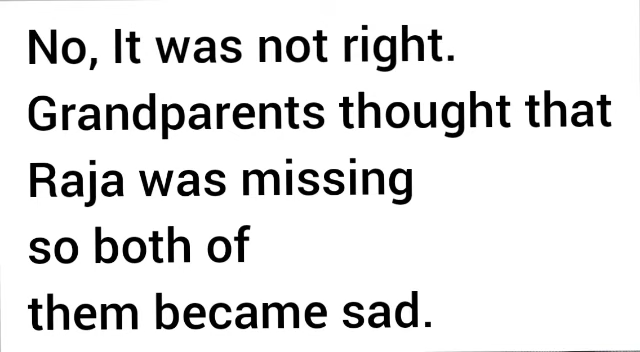 No, It was not right.
Grandparents thought that
Raja was missing
so both of
them became sad.